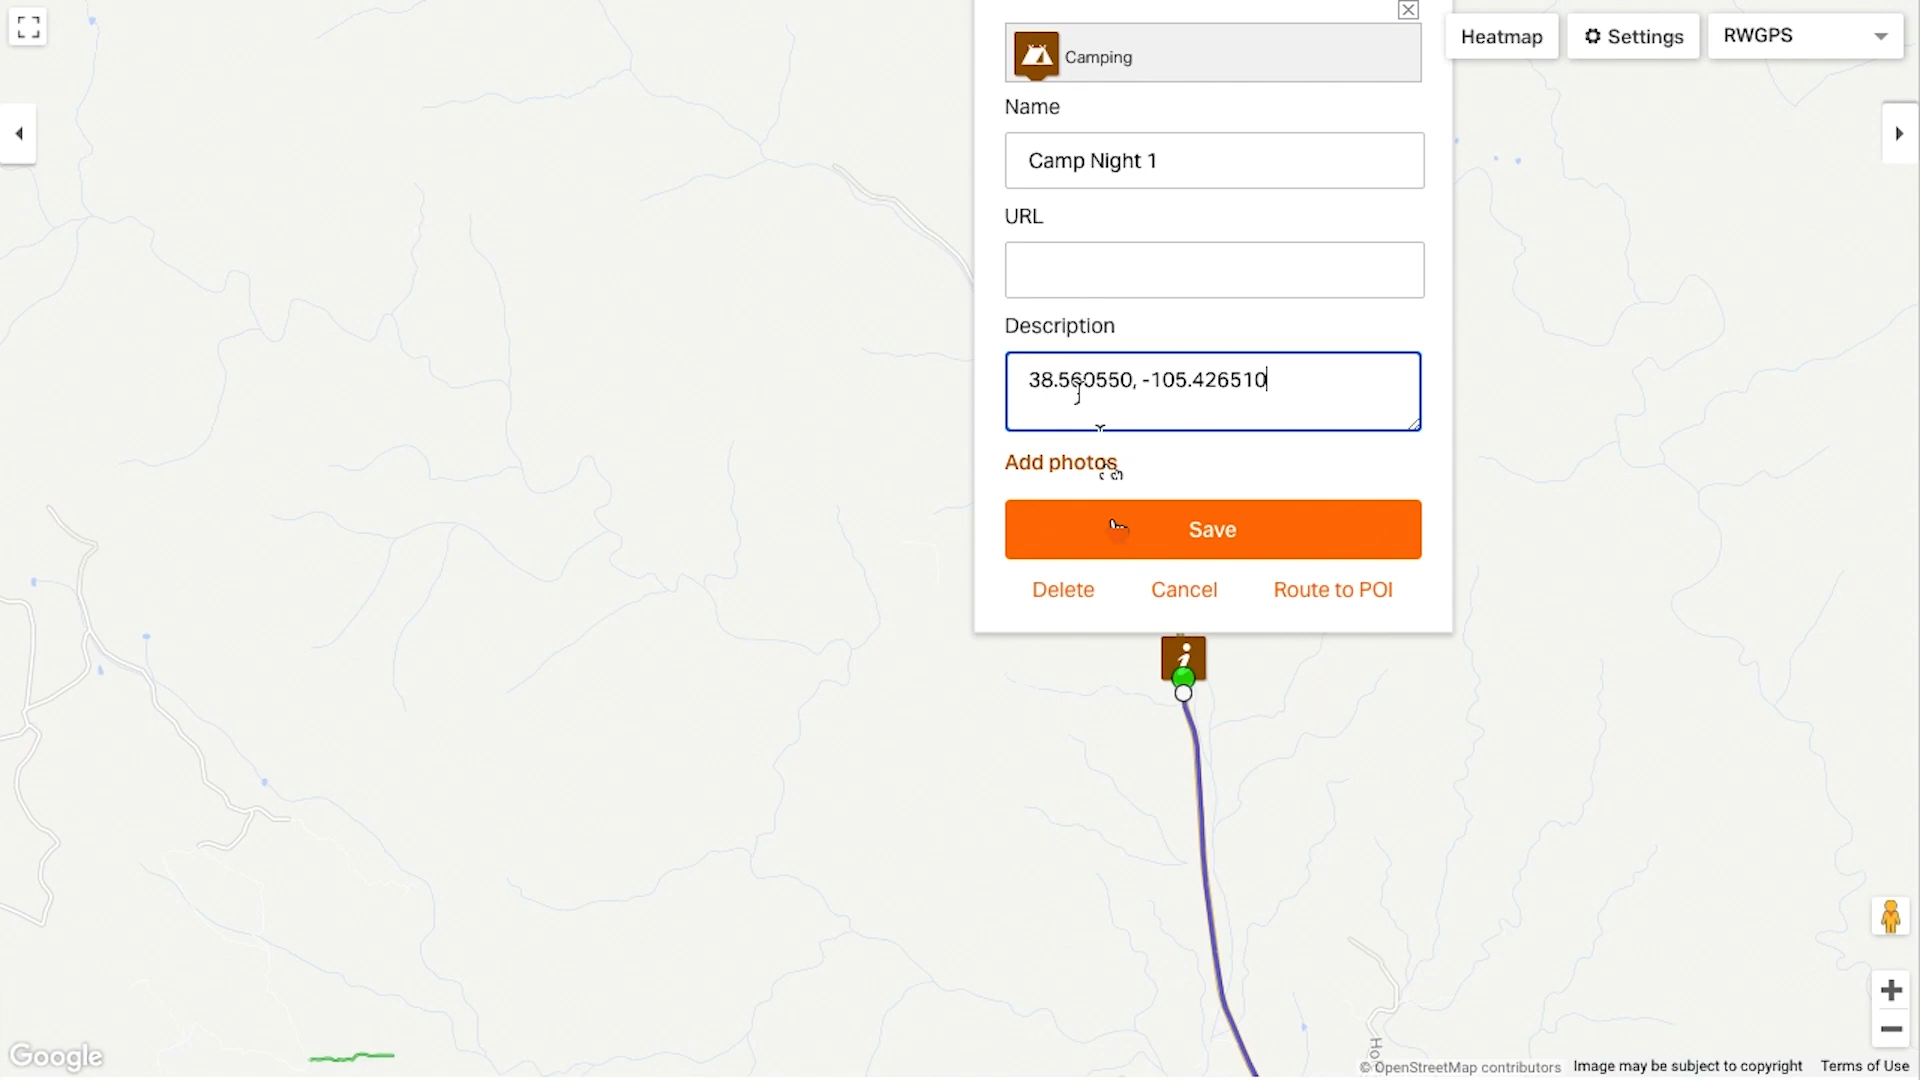 Heatmap
Settings
RWGPS
Camping
Name
Camp Night 1
URL
Description
38.560550, -105.426510
Add photos
Save
Delete
Cancel
Route to POI
i
Ho
Google
© OpenStreetMap contributors
Image may be subject to copyright
Terms of Use